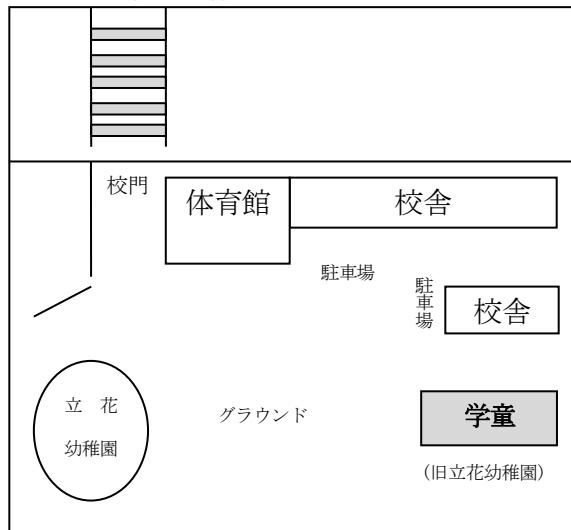 校門
体育館
校舎
駐車場
駐車場
校舎
立 花
幼稚園
グラウンド
学童
(旧立花幼稚園)